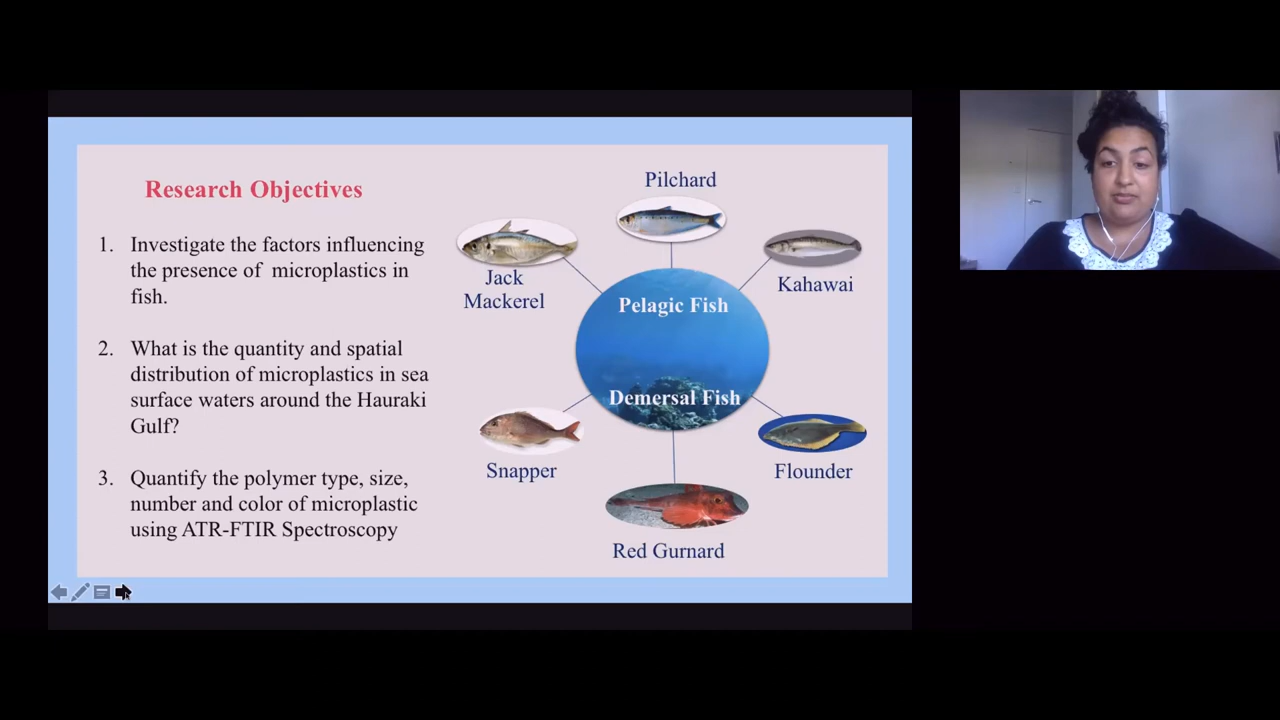 Research Objectives
1. Investigate the factors influencing
the presence of microplastics in
fish.
2. What is the quantity and spatial
distribution of microplastics in sea
surface waters around the Hauraki
Gulf?
3. Quantify the polymer type, size,
number and color of microplastic
using ATR-FTIR Spectroscopy
Pilchard
Jack
Mackerel
Kahawai
Pelagic Fish
Demersal Fish
Snapper
Flounder
Red Gurnard